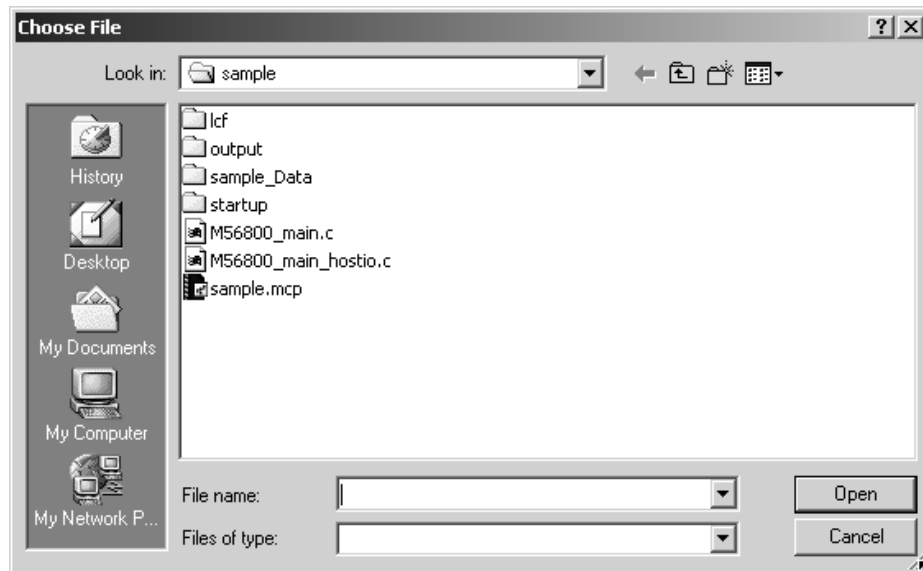 Choose File
Look in: sample
History
Desktop
My Documents
My Computer
My Network P...
lcf
output
sample_Data
startup
M56800_main.c
M56800_main_hostio.c
sample.mcp
File name:
Open
Files of type:
Cancel